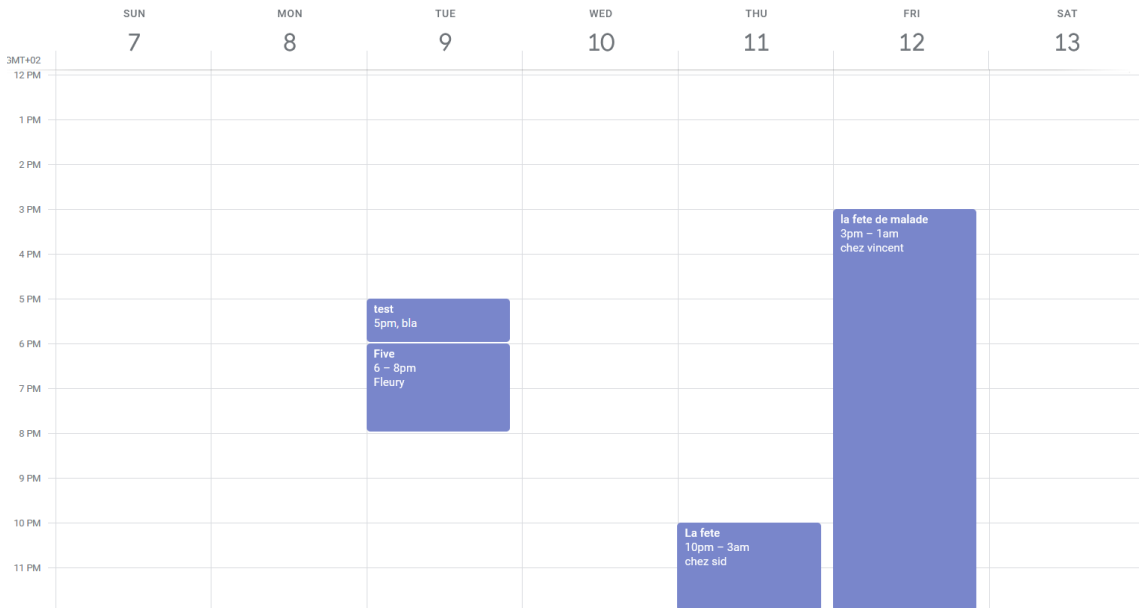 SUN MON TUE WED THU FRI SAT
7 8 9 10 11 12 13
GMT+02
12 PM
1 PM
2 PM
3 PM
la fete de malade
3pm – 1am
chez vincent
4 PM
5 PM
test
5pm, bla
6 PM
Five
6 – 8pm
Fleury
7 PM
8 PM
9 PM
10 PM
La fete
10pm – 3am
chez sid
11 PM